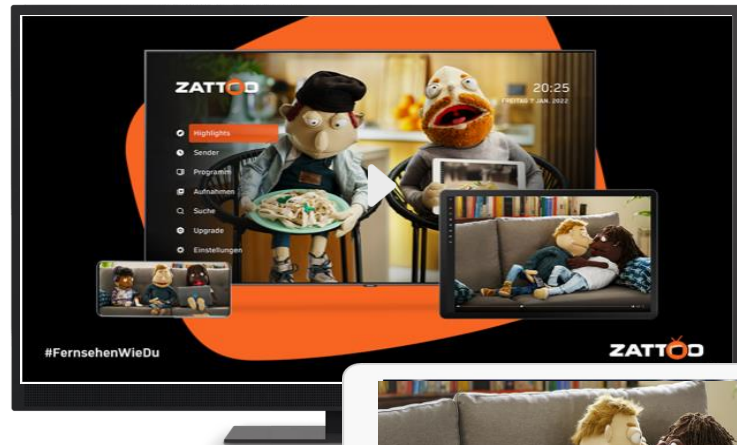 ZATTOO
20:25
FREITAG 7 JAN. 2022
Highlights
Sender
Programm
Aufnahmen
Suche
Upgrade
Einstellungen
#FernsehenWieDu
ZATTOO